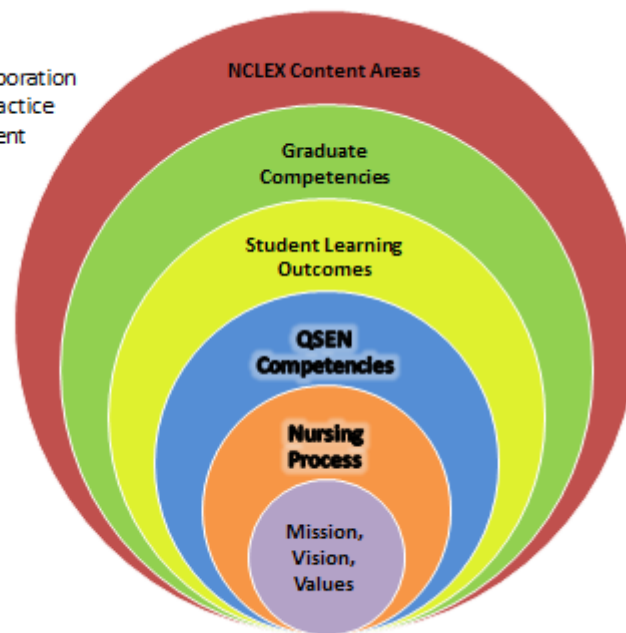 NCLEX Content Areas
Graduate
Competencies
Student Learning
Outcomes
QSEN
Competencies
Nursing
Process
Mission,
Vision,
Values